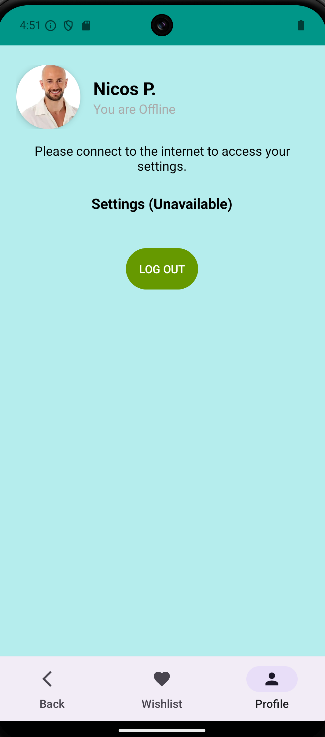 4:51
Nicos P.
You are Offline
Please connect to the internet to access your
settings.
Settings (Unavailable)
LOG OUT
Back
Wishlist
Profile